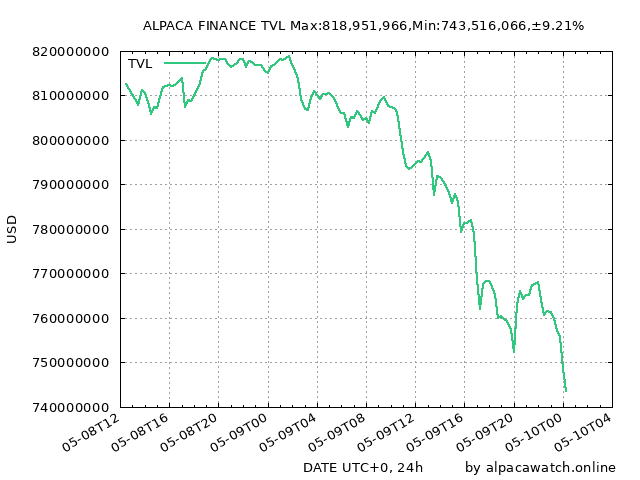 ALPACA FINANCE TVL Max:818,951,966,Min:743,516,066,±9.21%
TVL
820000000
810000000
800000000
790000000
780000000
770000000
760000000
750000000
740000000
USD
05-08T12
05-08T16
05-08T20
05-09T00
05-09T04
05-09T08
05-09T12
05-09T16
05-09T20
05-10T00
05-10T04
DATE UTC+0, 24h
by alpacawatch.online